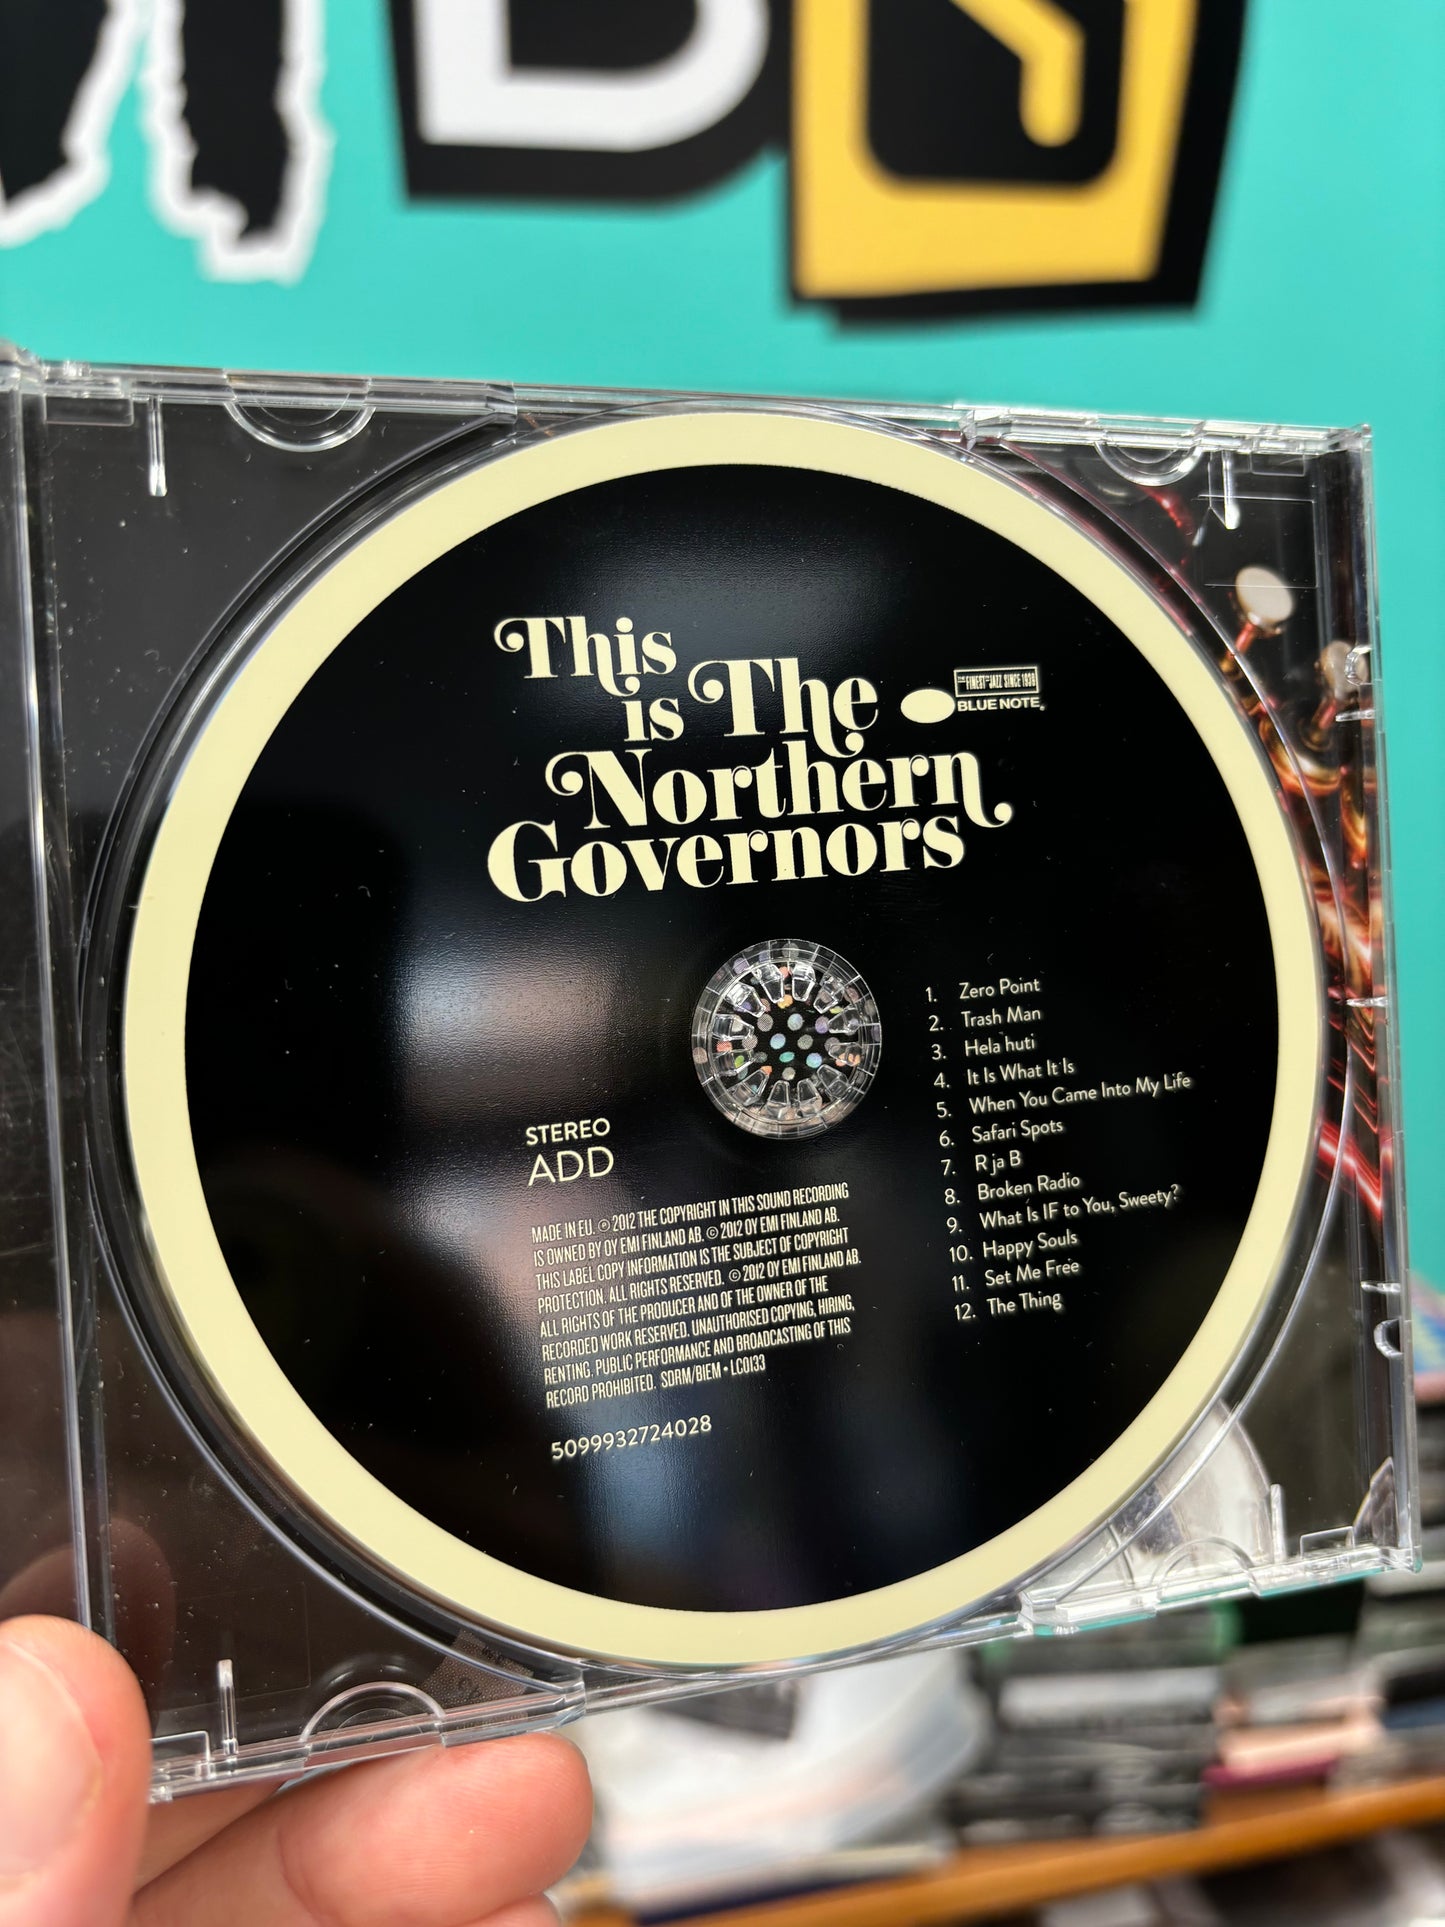 This
is The
Northern
Governors
THE FINEST IN JAZZ SINCE 1939
BLUE NOTE®
1. Zero Point
2. Trash Man
3. Hela huti
4. It Is What It Is
5. When You Came Into My Life
6. Safari Spots
7. R ja B
8. Broken Radio
9. What Is IF to You, Sweety?
10. Happy Souls
11. Set Me Free
12. The Thing
STEREO
ADD
MADE IN EU. ℗ 2012 THE COPYRIGHT IN THIS SOUND RECORDING
IS OWNED BY OY EMI FINLAND AB. © 2012 OY EMI FINLAND AB.
THIS LABEL COPY INFORMATION IS THE SUBJECT OF COPYRIGHT
PROTECTION. ALL RIGHTS RESERVED. © 2012 OY EMI FINLAND AB.
ALL RIGHTS OF THE PRODUCER AND OF THE OWNER OF THE
RECORDED WORK RESERVED. UNAUTHORISED COPYING, HIRING,
RENTING, PUBLIC PERFORMANCE AND BROADCASTING OF THIS
RECORD PROHIBITED. SDRM/BIEM • LC0133
5099932724028